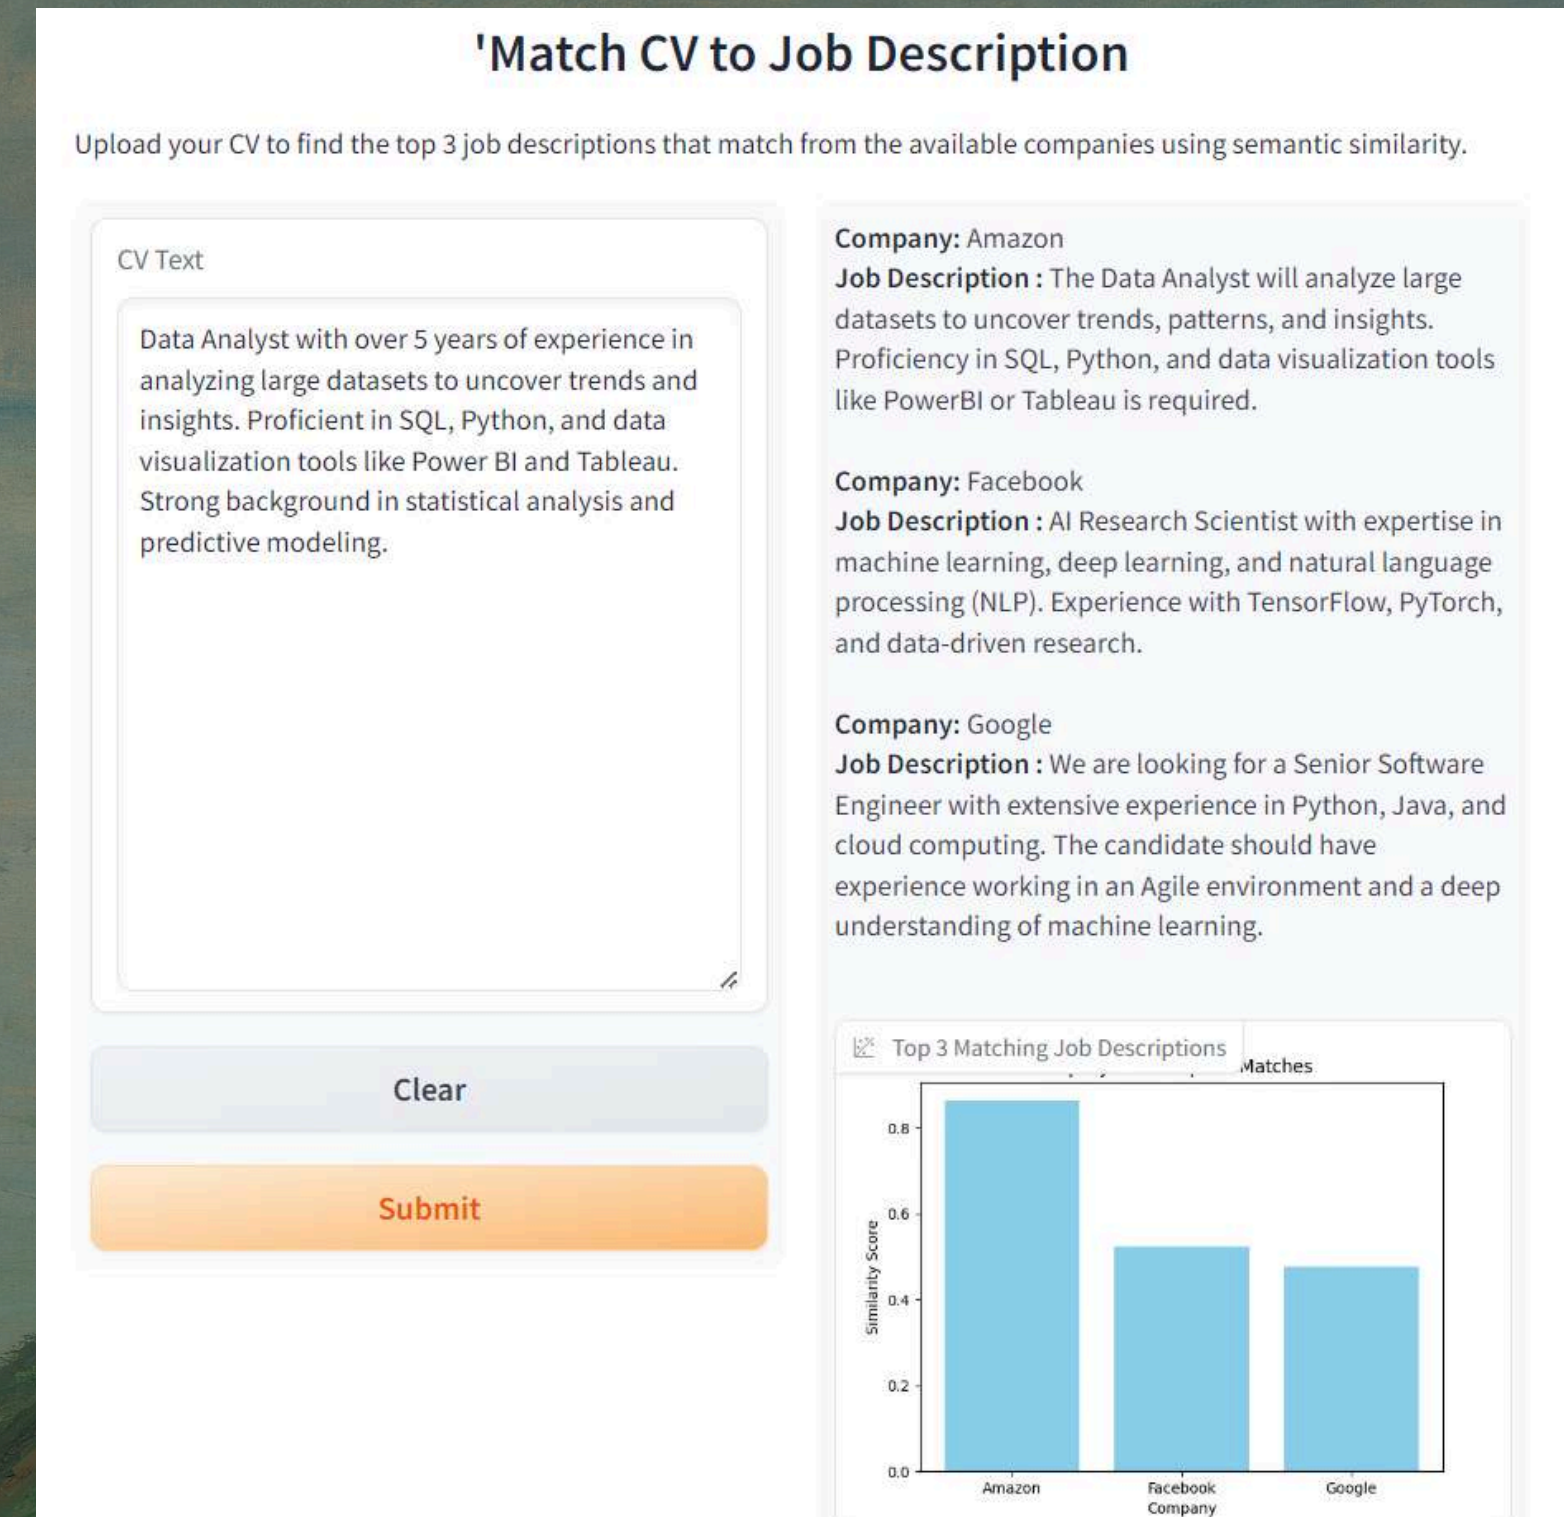 'Match CV to Job Description
Upload your CV to find the top 3 job descriptions that match from the available companies using semantic similarity.
CV Text
Data Analyst with over 5 years of experience in
analyzing large datasets to uncover trends and
insights. Proficient in SQL, Python, and data
visualization tools like Power BI and Tableau.
Strong background in statistical analysis and
predictive modeling.
Clear
Submit
Company: Amazon
Job Description : The Data Analyst will analyze large
datasets to uncover trends, patterns, and insights.
Proficiency in SQL, Python, and data visualization tools
like PowerBI or Tableau is required.
Company: Facebook
Job Description : AI Research Scientist with expertise in
machine learning, deep learning, and natural language
processing (NLP). Experience with TensorFlow, PyTorch,
and data-driven research.
Company: Google
Job Description : We are looking for a Senior Software
Engineer with extensive experience in Python, Java, and
cloud computing. The candidate should have
experience working in an Agile environment and a deep
understanding of machine learning.
Top 3 Matching Job Descriptions
Matches
0.8
0.6
0.4
0.2
0.0
Similarity Score
Amazon
Facebook
Google
Company